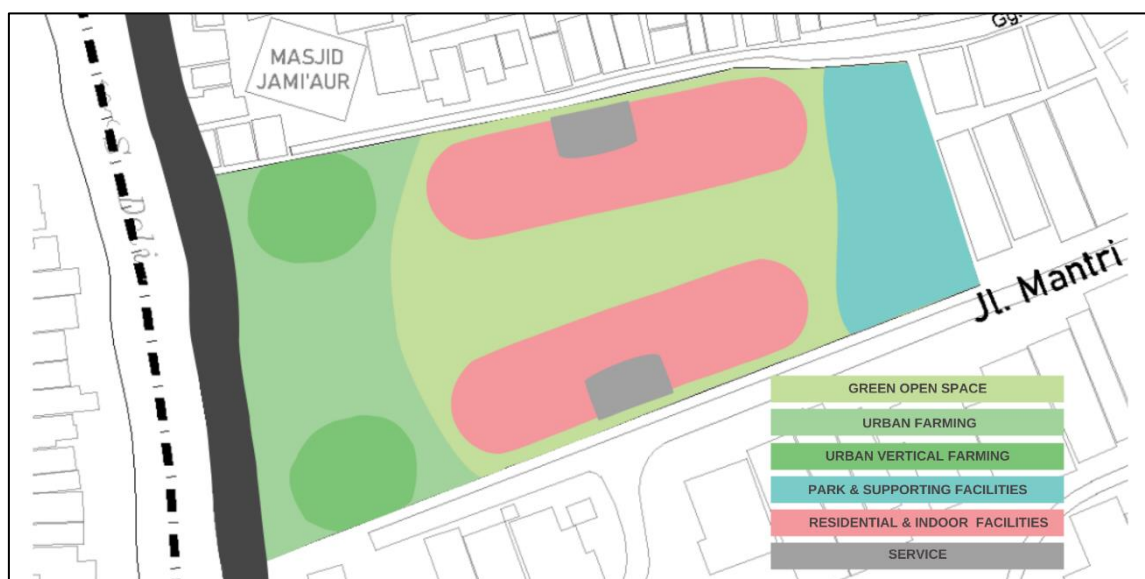 MASJID
JAMI'AUR
Deli
Jl. Mantri
GREEN OPEN SPACE
URBAN FARMING
URBAN VERTICAL FARMING
PARK & SUPPORTING FACILITIES
RESIDENTIAL & INDOOR FACILITIES
SERVICE